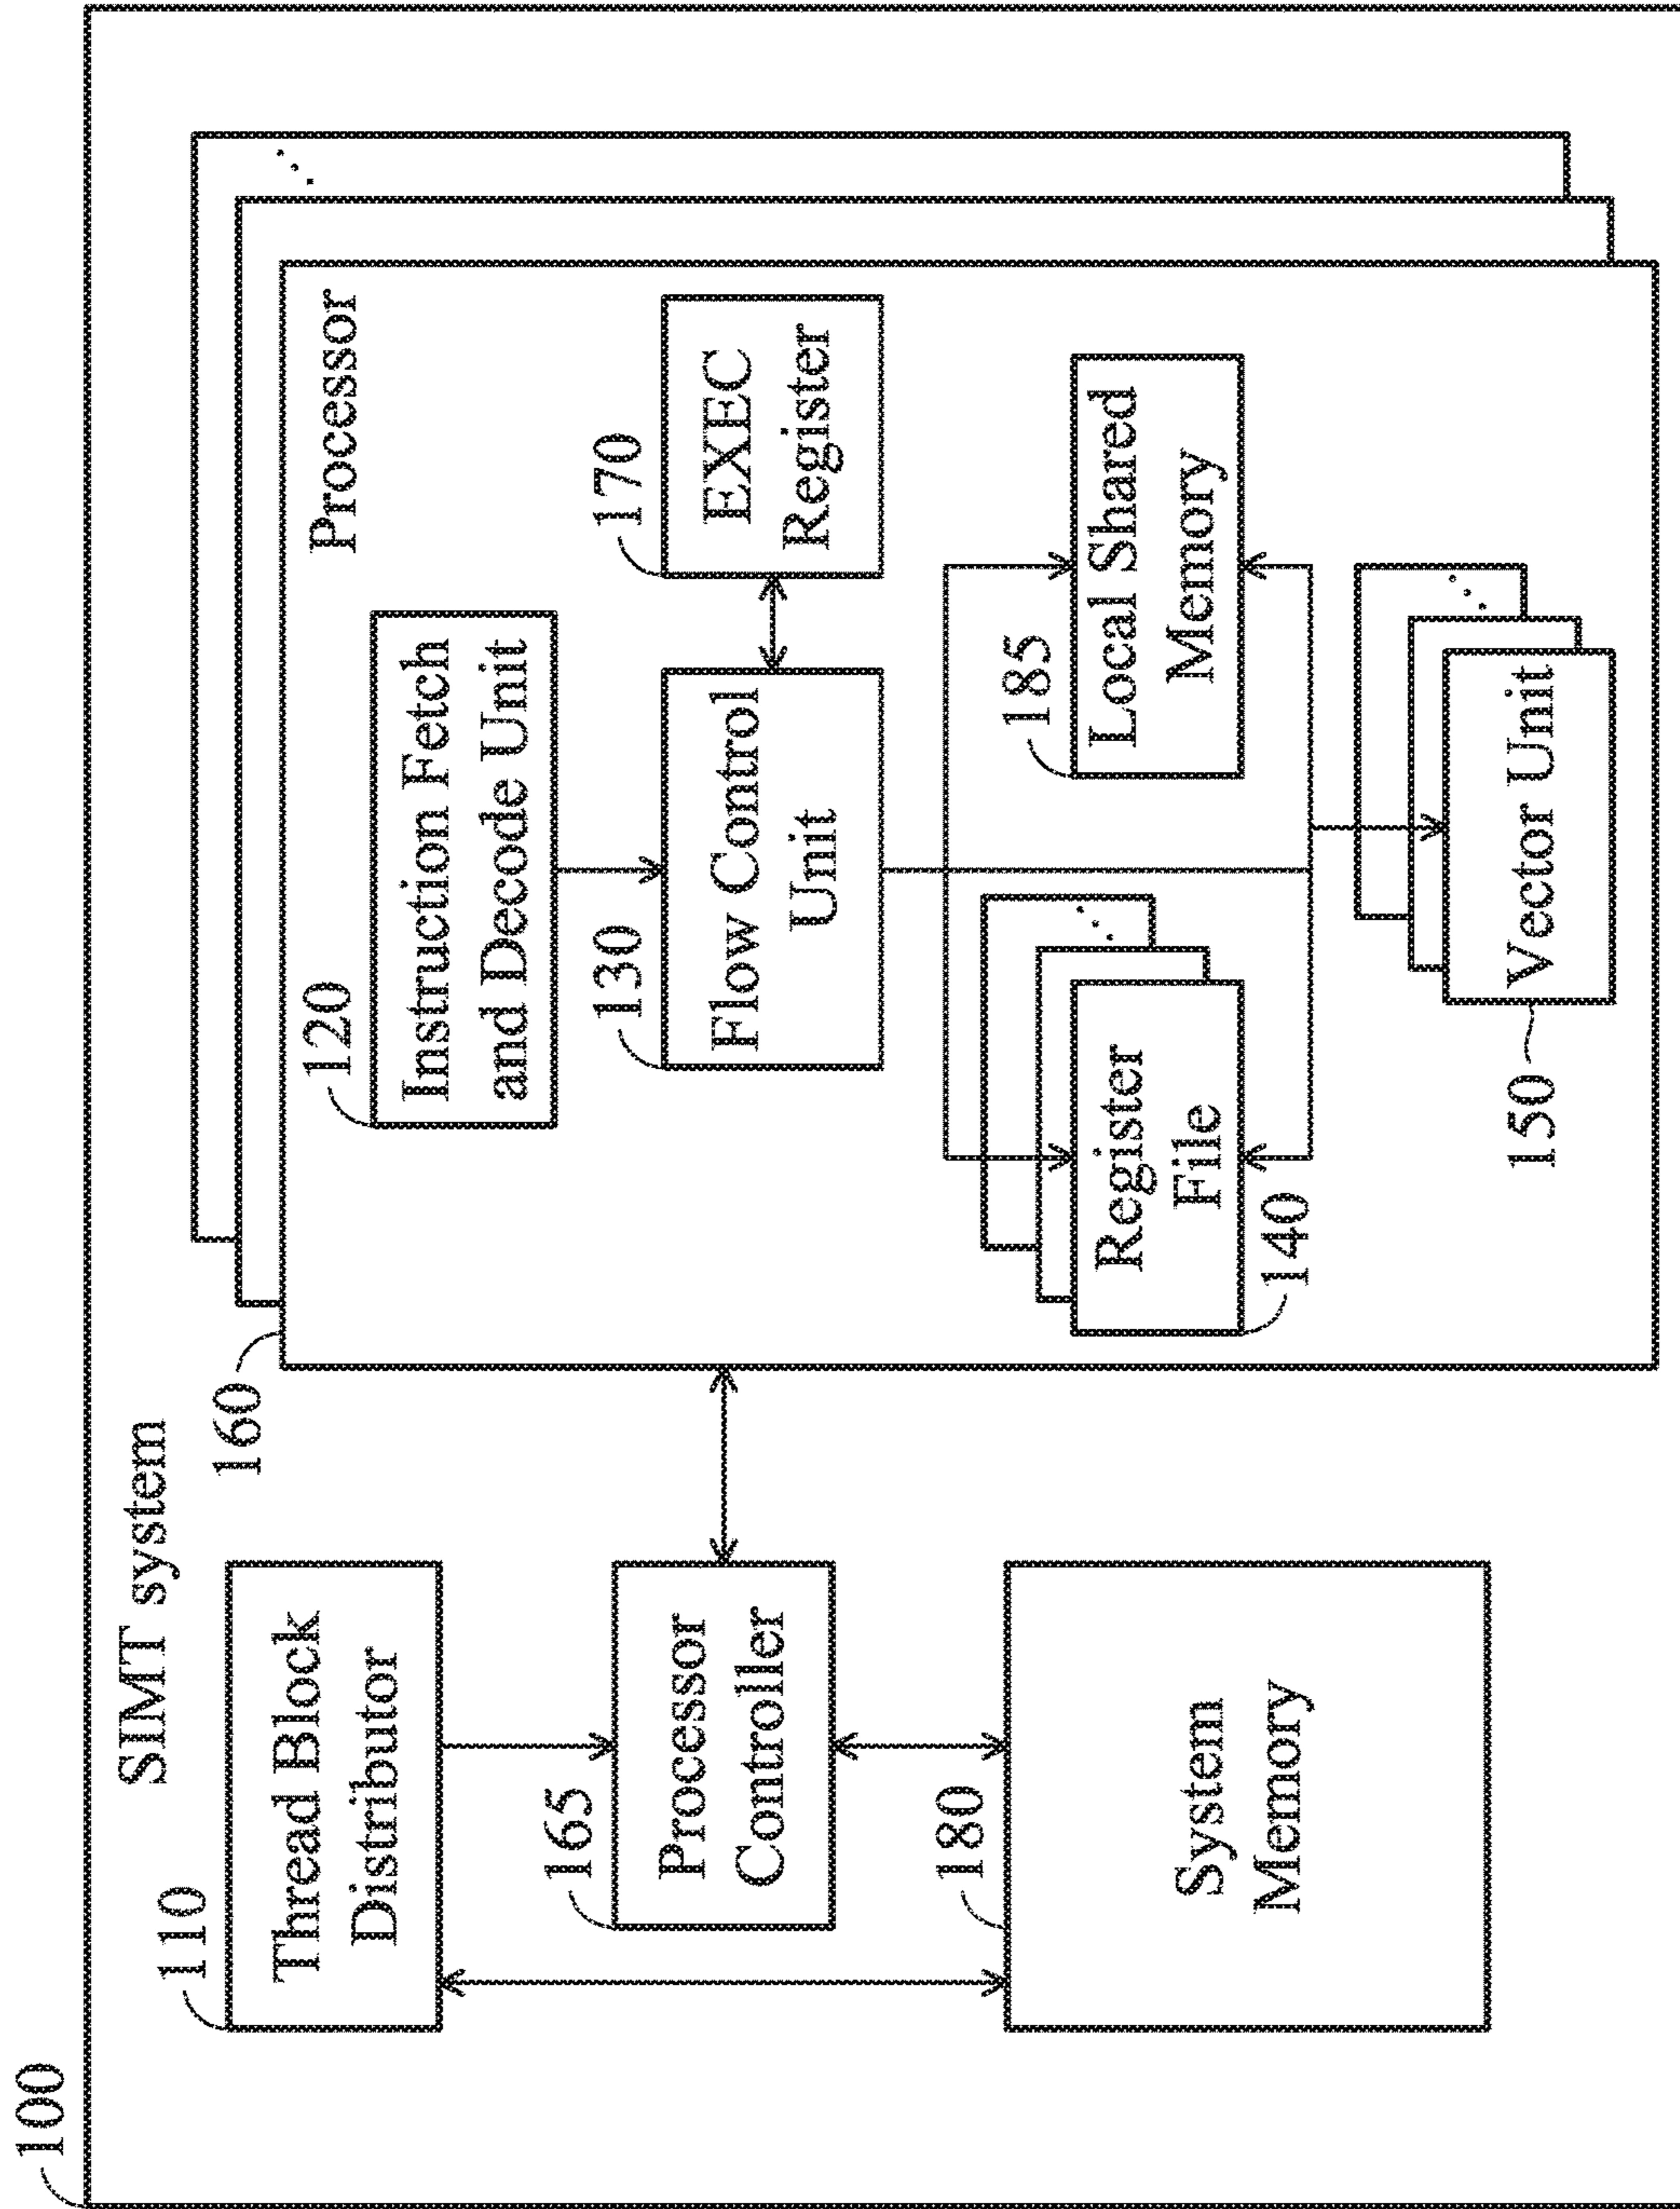 100
SIMT system
110
Thread Block
Distributor
165
Processor
Controller
180
System
Memory
160
Processor
120
Instruction Fetch
and Decode Unit
130
Flow Control
Unit
170
EXEC
Register
Register
File
140
185
Local Shared
Memory
150
Vector Unit